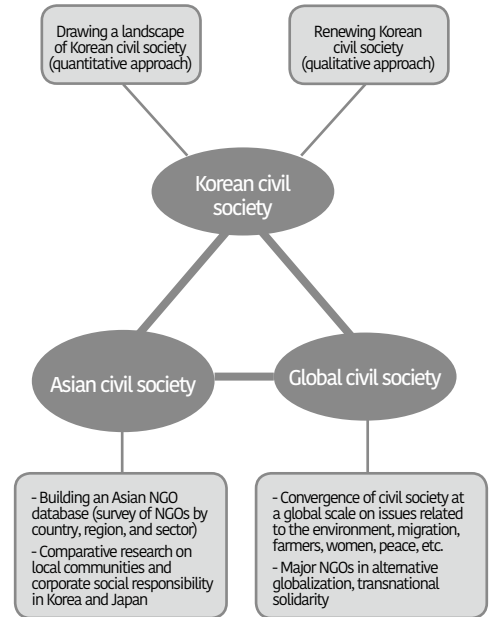 Drawing a landscape
of Korean civil society
(quantitative approach)
Renewing Korean
civil society
(qualitative approach)
Korean civil
society
Asian civil society
Global civil society
- Building an Asian NGO
database (survey of NGOs by
country, region, and sector)
- Comparative research on
local communities and
corporate social responsibility
in Korea and Japan
- Convergence of civil society at
a global scale on issues related
to the environment, migration,
farmers, women, peace, etc.
- Major NGOs in alternative
globalization, transnational
solidarity